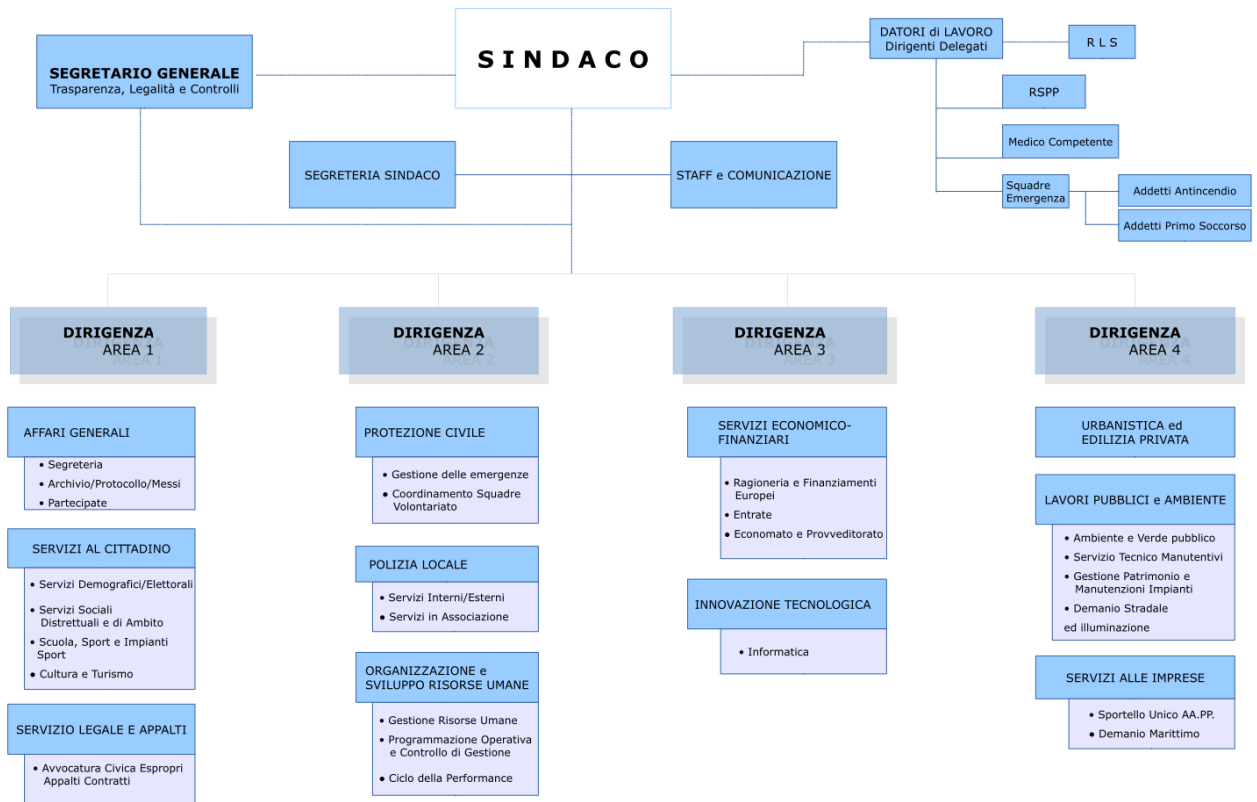 SINDACO
SEGRETARIO GENERALE
Trasparenza, Legalità e Controlli
DATORI di LAVORO
Dirigenti Delegati
R L S
RSPP
Medico Competente
Squadre
Emergenza
Addetti Antincendio
Addetti Primo Soccorso
SEGRETERIA SINDACO
STAFF e COMUNICAZIONE
DIRIGENZA
AREA 1
DIRIGENZA
AREA 2
DIRIGENZA
AREA 3
DIRIGENZA
AREA 4
AFFARI GENERALI
• Segreteria
• Archivio/Protocollo/Messi
• Partecipate
SERVIZI AL CITTADINO
• Servizi Demografici/Elettorali
• Servizi Sociali
Distrettuali e di Ambito
• Scuola, Sport e Impianti
Sport
• Cultura e Turismo
SERVIZIO LEGALE E APPALTI
• Avvocatura Civica Espropri
Appalti Contratti
PROTEZIONE CIVILE
• Gestione delle emergenze
• Coordinamento Squadre
Volontariato
POLIZIA LOCALE
• Servizi Interni/Esterni
• Servizi in Associazione
ORGANIZZAZIONE e
SVILUPPO RISORSE UMANE
• Gestione Risorse Umane
• Programmazione Operativa
e Controllo di Gestione
• Ciclo della Performance
SERVIZI ECONOMICO-
FINANZIARI
• Ragioneria e Finanziamenti
Europei
• Entrate
• Economato e Provveditorato
INNOVAZIONE TECNOLOGICA
• Informatica
URBANISTICA ed
EDILIZIA PRIVATA
LAVORI PUBBLICI e AMBIENTE
• Ambiente e Verde pubblico
• Servizio Tecnico Manutentivi
• Gestione Patrimonio e
Manutenzioni Impianti
• Demanio Stradale
ed illuminazione
SERVIZI ALLE IMPRESE
• Sportello Unico AA.PP.
• Demanio Marittimo